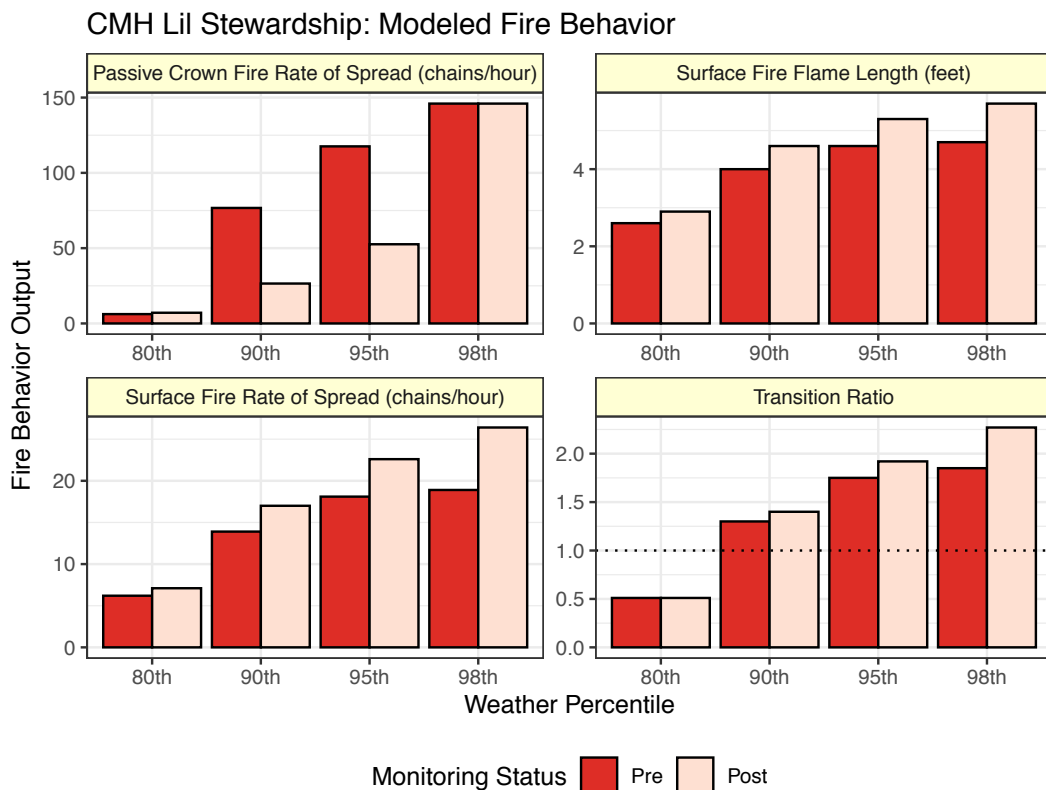 CMH Lil Stewardship: Modeled Fire Behavior
Passive Crown Fire Rate of Spread (chains/hour)
150
100
50
0
80th 90th 95th 98th
Surface Fire Flame Length (feet)
4
2
0
80th 90th 95th 98th
Surface Fire Rate of Spread (chains/hour)
20
10
0
80th 90th 95th 98th
Transition Ratio
2.0
1.5
1.0
0.5
0.0
80th 90th 95th 98th
Fire Behavior Output
Weather Percentile
Monitoring Status Pre Post